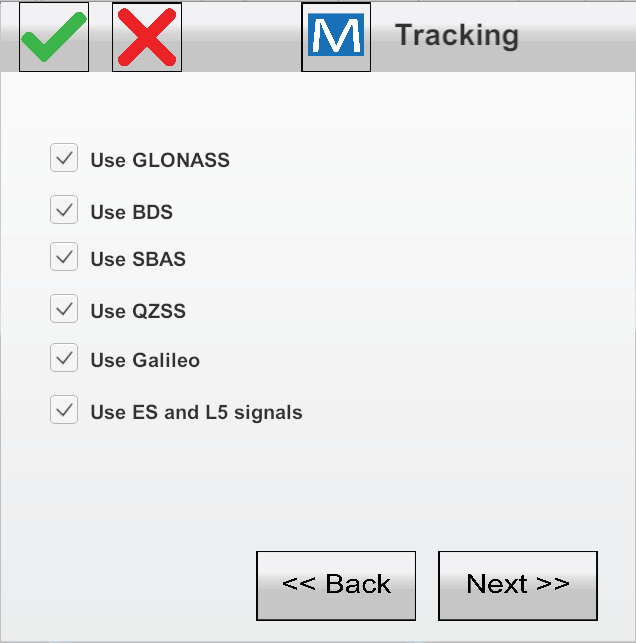 M Tracking
Use GLONASS
Use BDS
Use SBAS
Use QZSS
Use Galileo
Use ES and L5 signals
<< Back Next >>